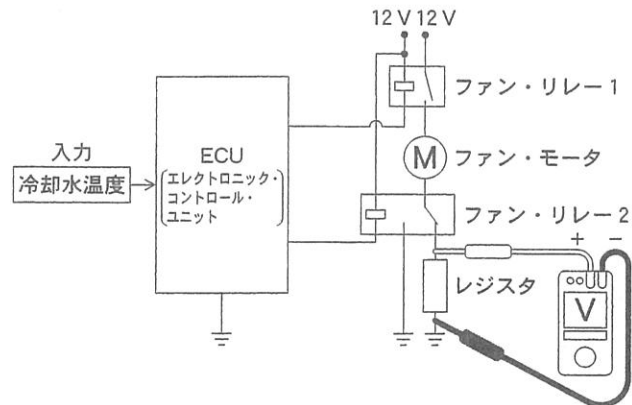 12V 12V
ファン・リレー1
M
ファン・モータ
入力
冷却水温度
ECU
エレクトロニック・
コントロール・
ユニット
ファン・リレー2
+ −
レジスタ
V